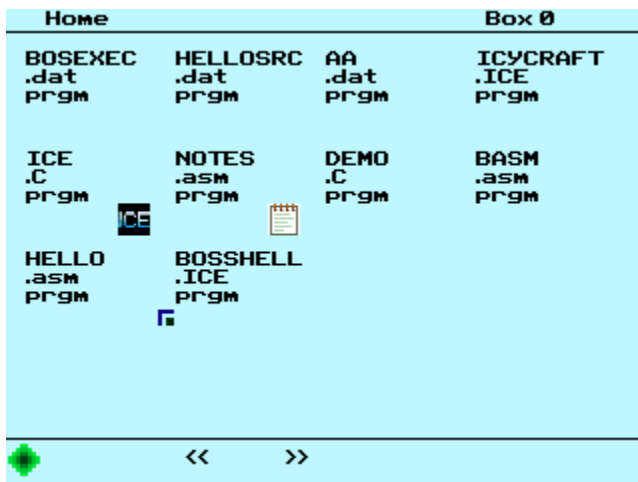 Home Box 0
BOSEXEC HELLOSRC AA ICYCRAFT
.dat .dat .dat .ICE
prgm prgm prgm prgm
ICE NOTES DEMO BASM
.C .asm .C .asm
prgm prgm prgm prgm
ICE
HELLO BOSSHELL
.asm .ICE
prgm prgm
<< >>